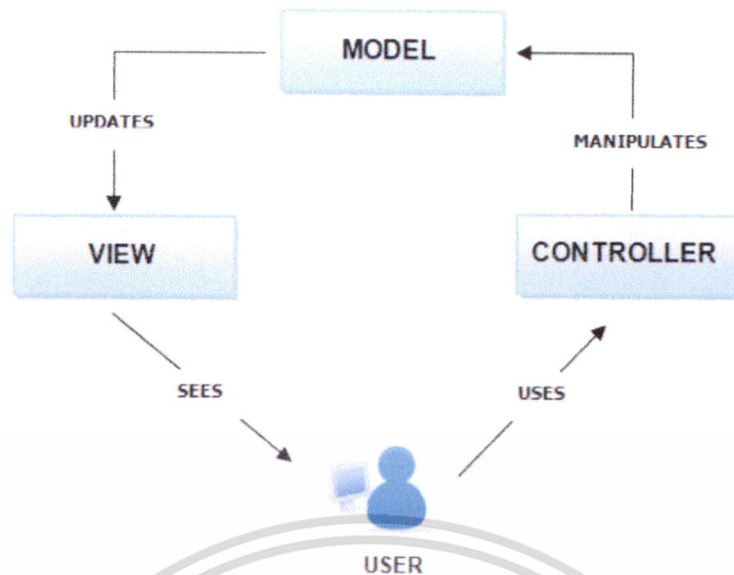 MODEL
UPDATES
MANIPULATES
VIEW
CONTROLLER
SEES
USES
USER